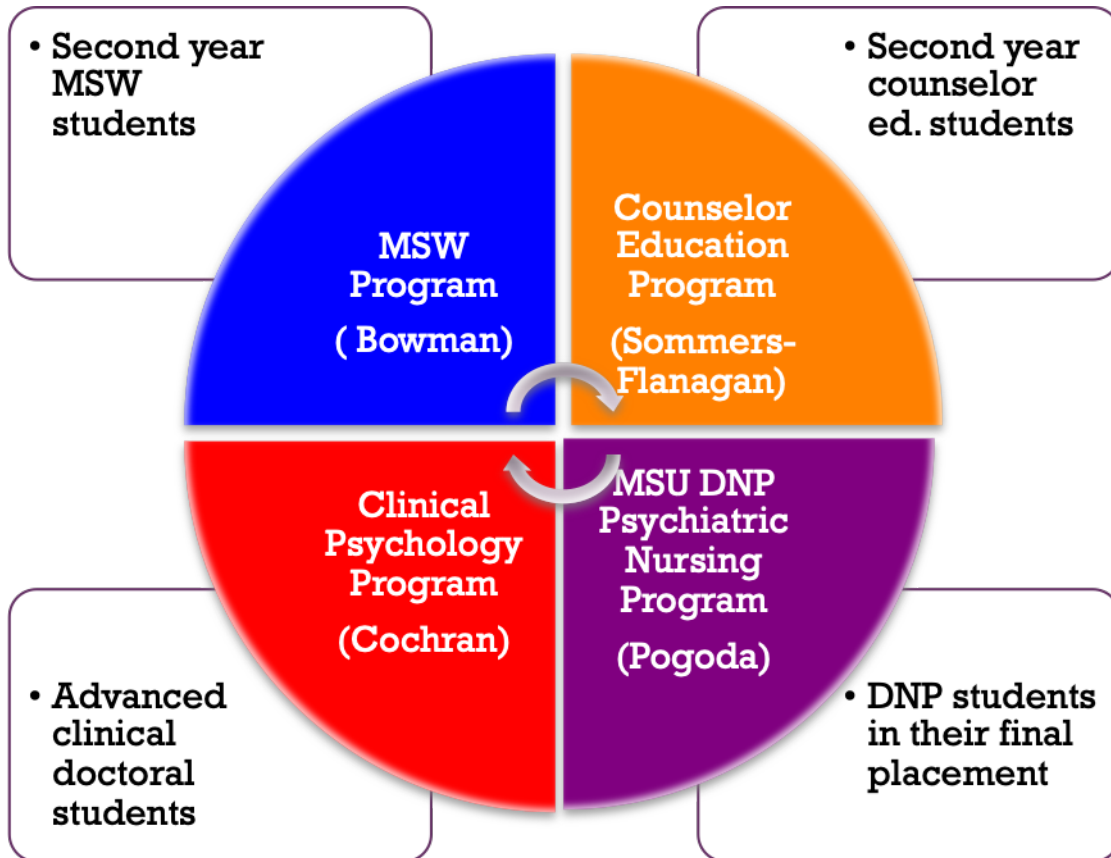 • Second year
MSW
students
• Second year
counselor
ed. students
MSW
Program
( Bowman)
Counselor
Education
Program
(Sommers-
Flanagan)
Clinical
Psychology
Program
(Cochran)
MSU DNP
Psychiatric
Nursing
Program
(Pogoda)
• Advanced
clinical
doctoral
students
• DNP students
in their final
placement